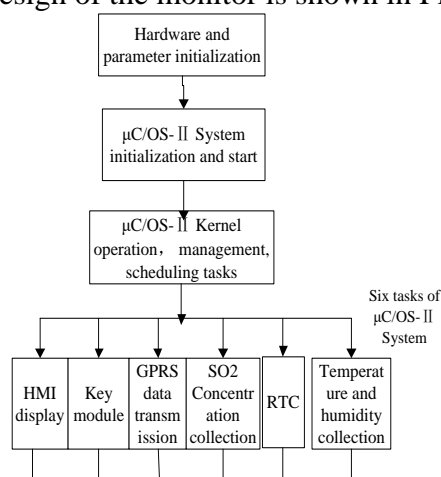 esign of the monitor is shown in Fi
Hardware and
parameter initialization
μC/OS-Ⅱ System
initialization and start
μC/OS-Ⅱ Kernel
operation， management,
scheduling tasks
Six tasks of
μC/OS-Ⅱ
System
HMI
display
Key
module
GPRS
data
transm
ission
SO2
Concentr
ation
collection
RTC
Temperat
ure and
humidity
collection